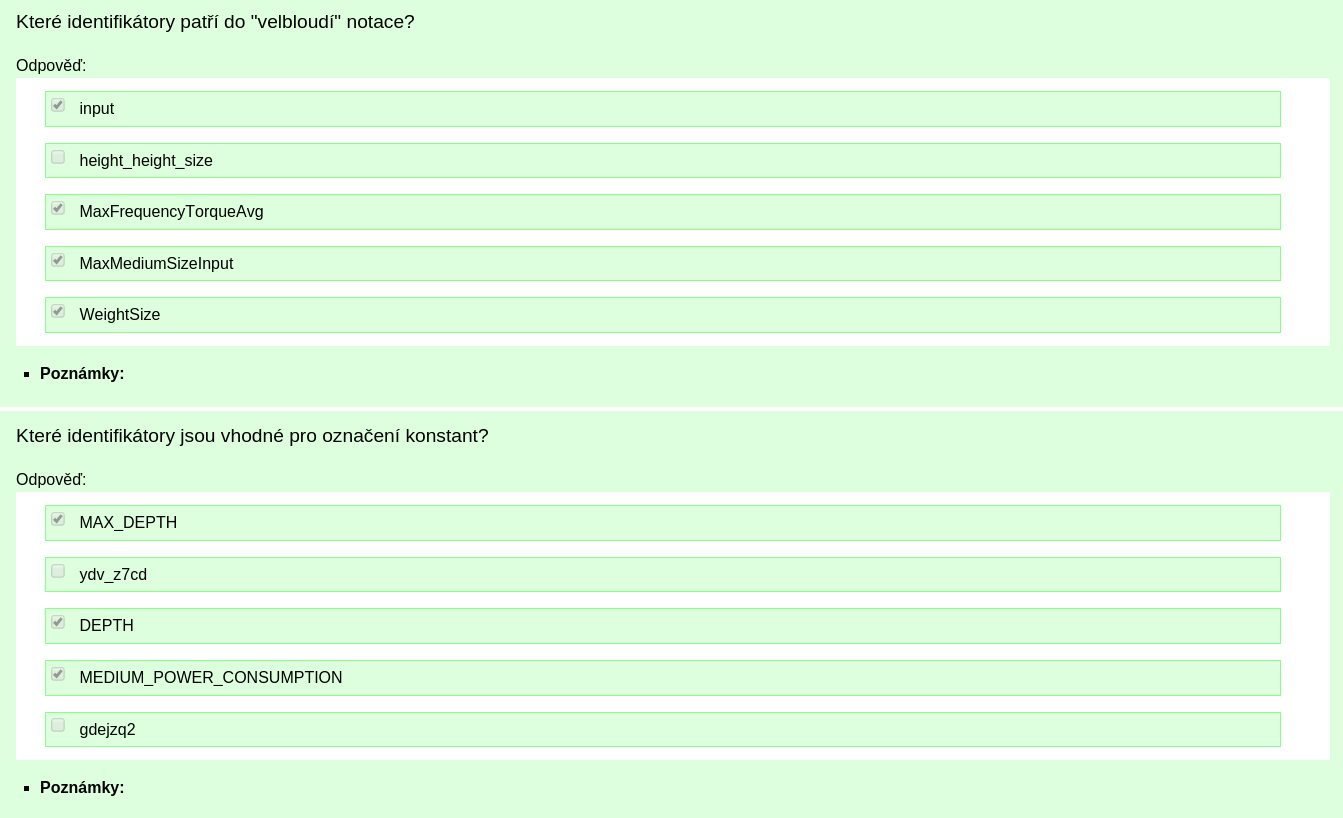 Které identifikátory patří do "velbloudí" notace?
Odpověď:
input
height_height_size
MaxFrequencyTorqueAvg
MaxMediumSizeInput
WeightSize
Poznámky:
Které identifikátory jsou vhodné pro označení konstant?
Odpověď:
MAX_DEPTH
ydv_z7cd
DEPTH
MEDIUM_POWER_CONSUMPTION
gdejzq2
Poznámky: